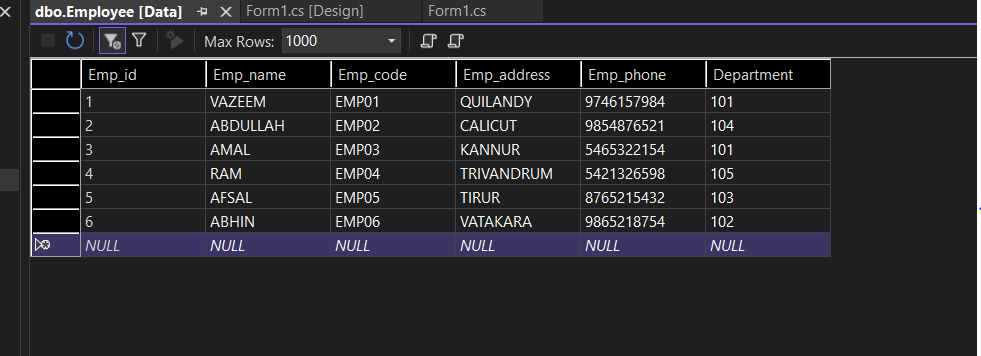 dbo.Employee [Data] Form1.cs [Design] Form1.cs
Max Rows: 1000
Emp_id Emp_name Emp_code Emp_address Emp_phone Department
1 VAZEEM EMP01 QUILANDY 9746157984 101
2 ABDULLAH EMP02 CALICUT 9854876521 104
3 AMAL EMP03 KANNUR 5465322154 101
4 RAM EMP04 TRIVANDRUM 5421326598 105
5 AFSAL EMP05 TIRUR 8765215432 103
6 ABHIN EMP06 VATAKARA 9865218754 102
NULL NULL NULL NULL NULL NULL